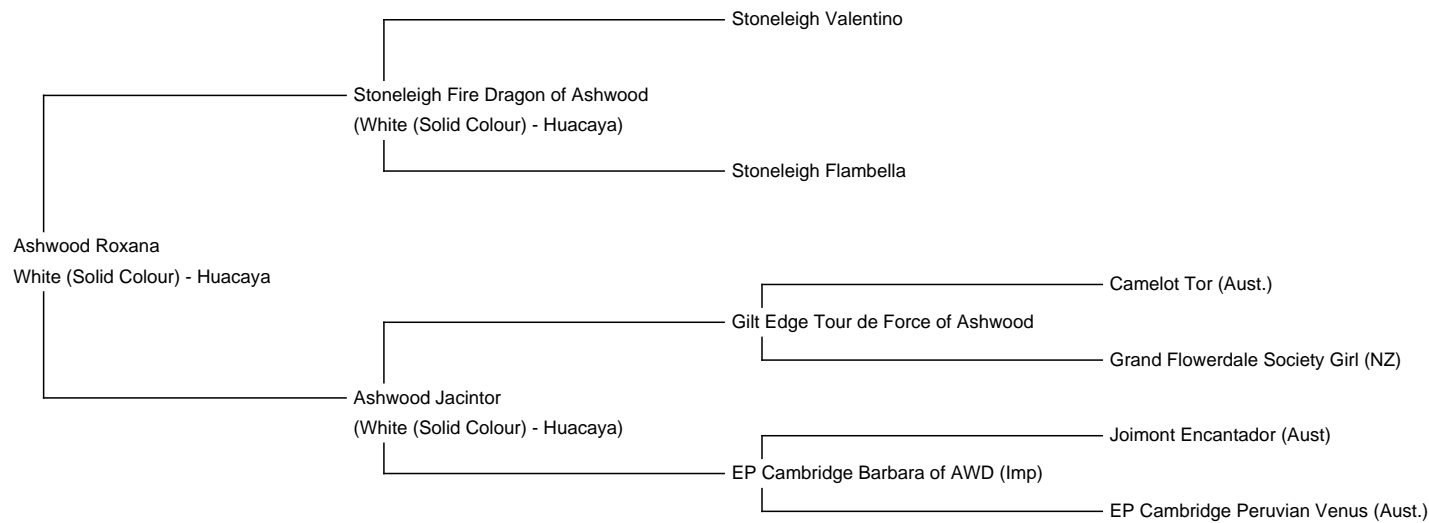 Stoneleigh Valentino
Stoneleigh Fire Dragon of Ashwood
(White (Solid Colour) - Huacaya)
Stoneleigh Flambella
Ashwood Roxana
White (Solid Colour) - Huacaya
Camelot Tor (Aust.)
Gilt Edge Tour de Force of Ashwood
Grand Flowerdale Society Girl (NZ)
Ashwood Jacintor
(White (Solid Colour) - Huacaya)
Joimont Encantador (Aust)
EP Cambridge Barbara of AWD (Imp)
EP Cambridge Peruvian Venus (Aust.)